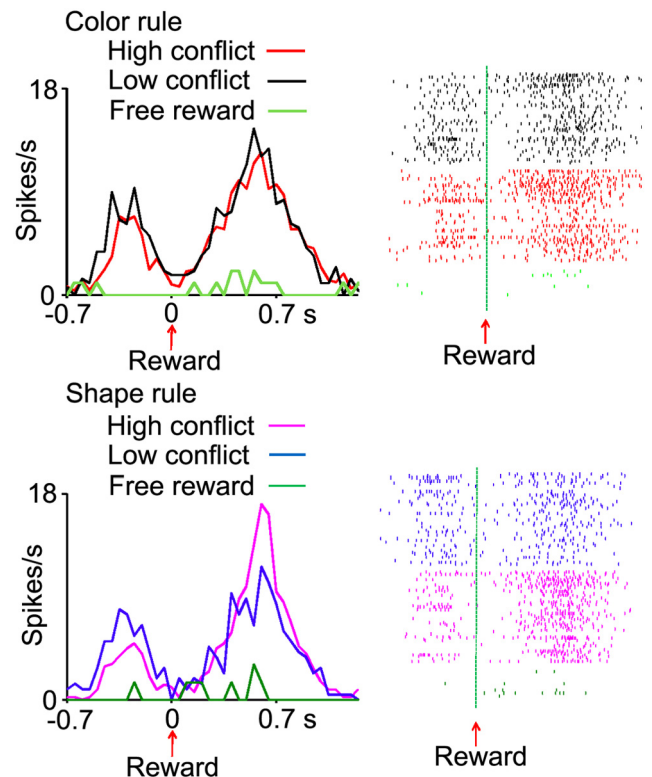 Color rule
High conflict
Low conflict
Free reward
18
Spikes/s
0
-0.7 0 0.7 s
Reward
Reward
Shape rule
High conflict
Low conflict
Free reward
18
Spikes/s
0
-0.7 0 0.7 s
Reward
Reward